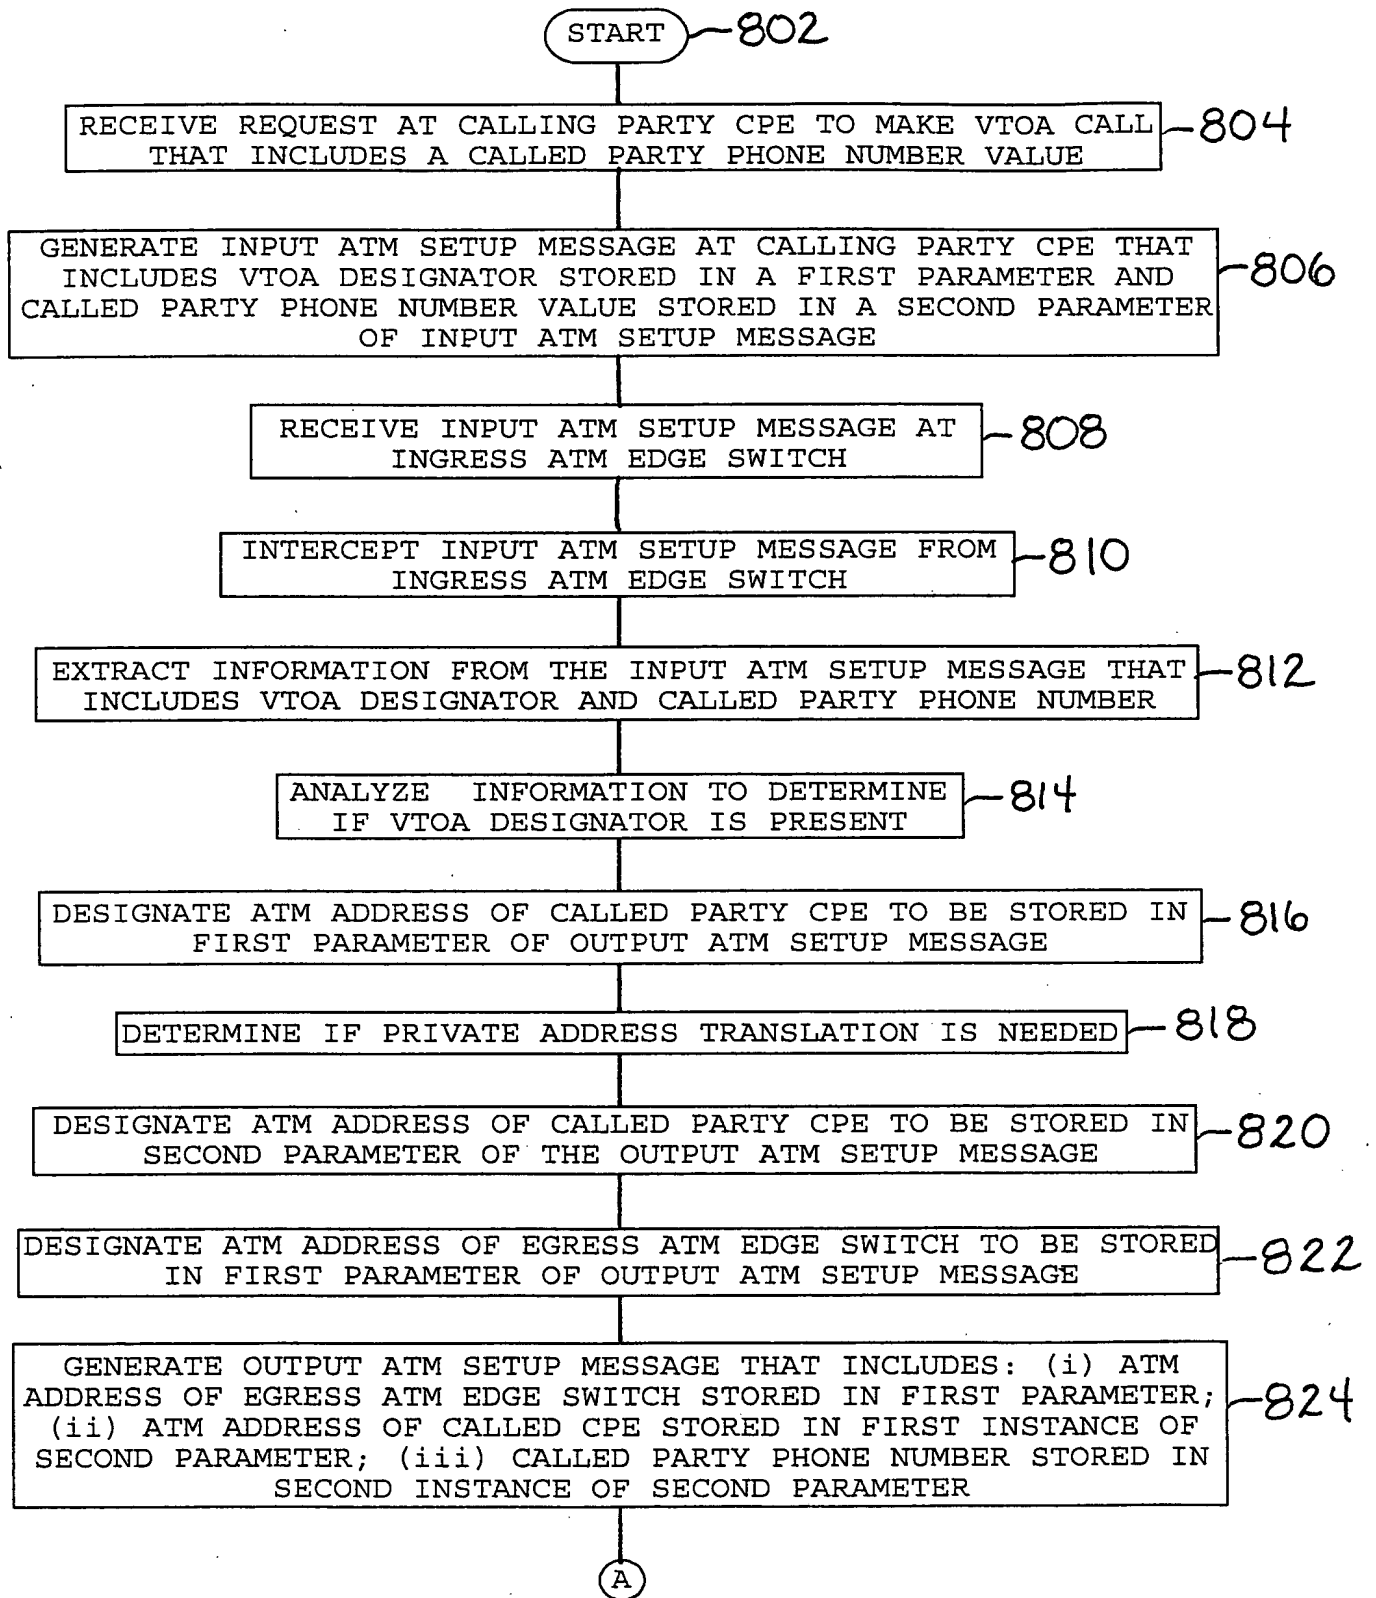 START 802
RECEIVE REQUEST AT CALLING PARTY CPE TO MAKE VTOA CALL
THAT INCLUDES A CALLED PARTY PHONE NUMBER VALUE
804
GENERATE INPUT ATM SETUP MESSAGE AT CALLING PARTY CPE THAT
INCLUDES VTOA DESIGNATOR STORED IN A FIRST PARAMETER AND
CALLED PARTY PHONE NUMBER VALUE STORED IN A SECOND PARAMETER
OF INPUT ATM SETUP MESSAGE
806
RECEIVE INPUT ATM SETUP MESSAGE AT
INGRESS ATM EDGE SWITCH
808
INTERCEPT INPUT ATM SETUP MESSAGE FROM
INGRESS ATM EDGE SWITCH
810
EXTRACT INFORMATION FROM THE INPUT ATM SETUP MESSAGE THAT
INCLUDES VTOA DESIGNATOR AND CALLED PARTY PHONE NUMBER
812
ANALYZE INFORMATION TO DETERMINE
IF VTOA DESIGNATOR IS PRESENT
814
DESIGNATE ATM ADDRESS OF CALLED PARTY CPE TO BE STORED IN
FIRST PARAMETER OF OUTPUT ATM SETUP MESSAGE
816
DETERMINE IF PRIVATE ADDRESS TRANSLATION IS NEEDED
818
DESIGNATE ATM ADDRESS OF CALLED PARTY CPE TO BE STORED IN
SECOND PARAMETER OF THE OUTPUT ATM SETUP MESSAGE
820
DESIGNATE ATM ADDRESS OF EGRESS ATM EDGE SWITCH TO BE STORED
IN FIRST PARAMETER OF OUTPUT ATM SETUP MESSAGE
822
GENERATE OUTPUT ATM SETUP MESSAGE THAT INCLUDES: (i) ATM
ADDRESS OF EGRESS ATM EDGE SWITCH STORED IN FIRST PARAMETER;
(ii) ATM ADDRESS OF CALLED CPE STORED IN FIRST INSTANCE OF
SECOND PARAMETER; (iii) CALLED PARTY PHONE NUMBER STORED IN
SECOND INSTANCE OF SECOND PARAMETER
824
A